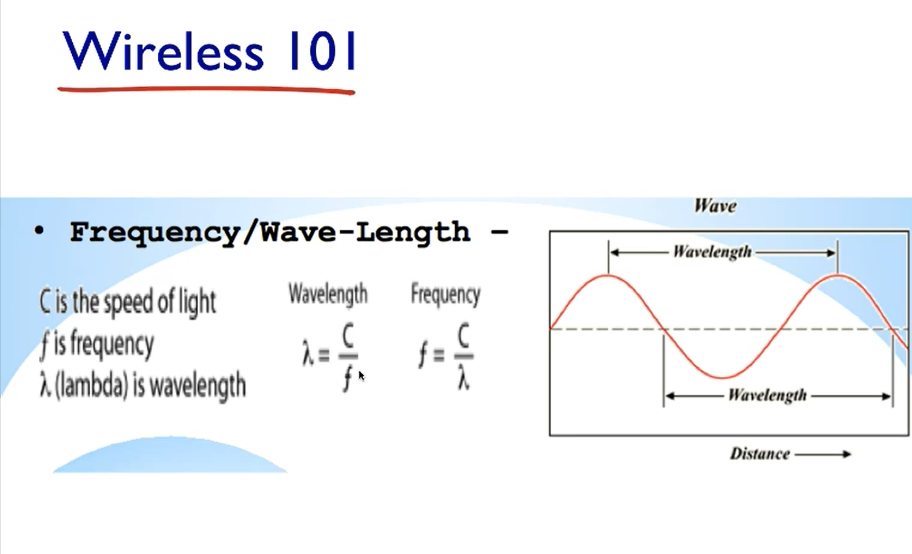 Wireless 101
• Frequency/Wave-Length –
C is the speed of light
f is frequency
λ (lambda) is wavelength
Wavelength
λ = C/f
Frequency
f = C/λ
Wave
Wavelength
Wavelength
Distance